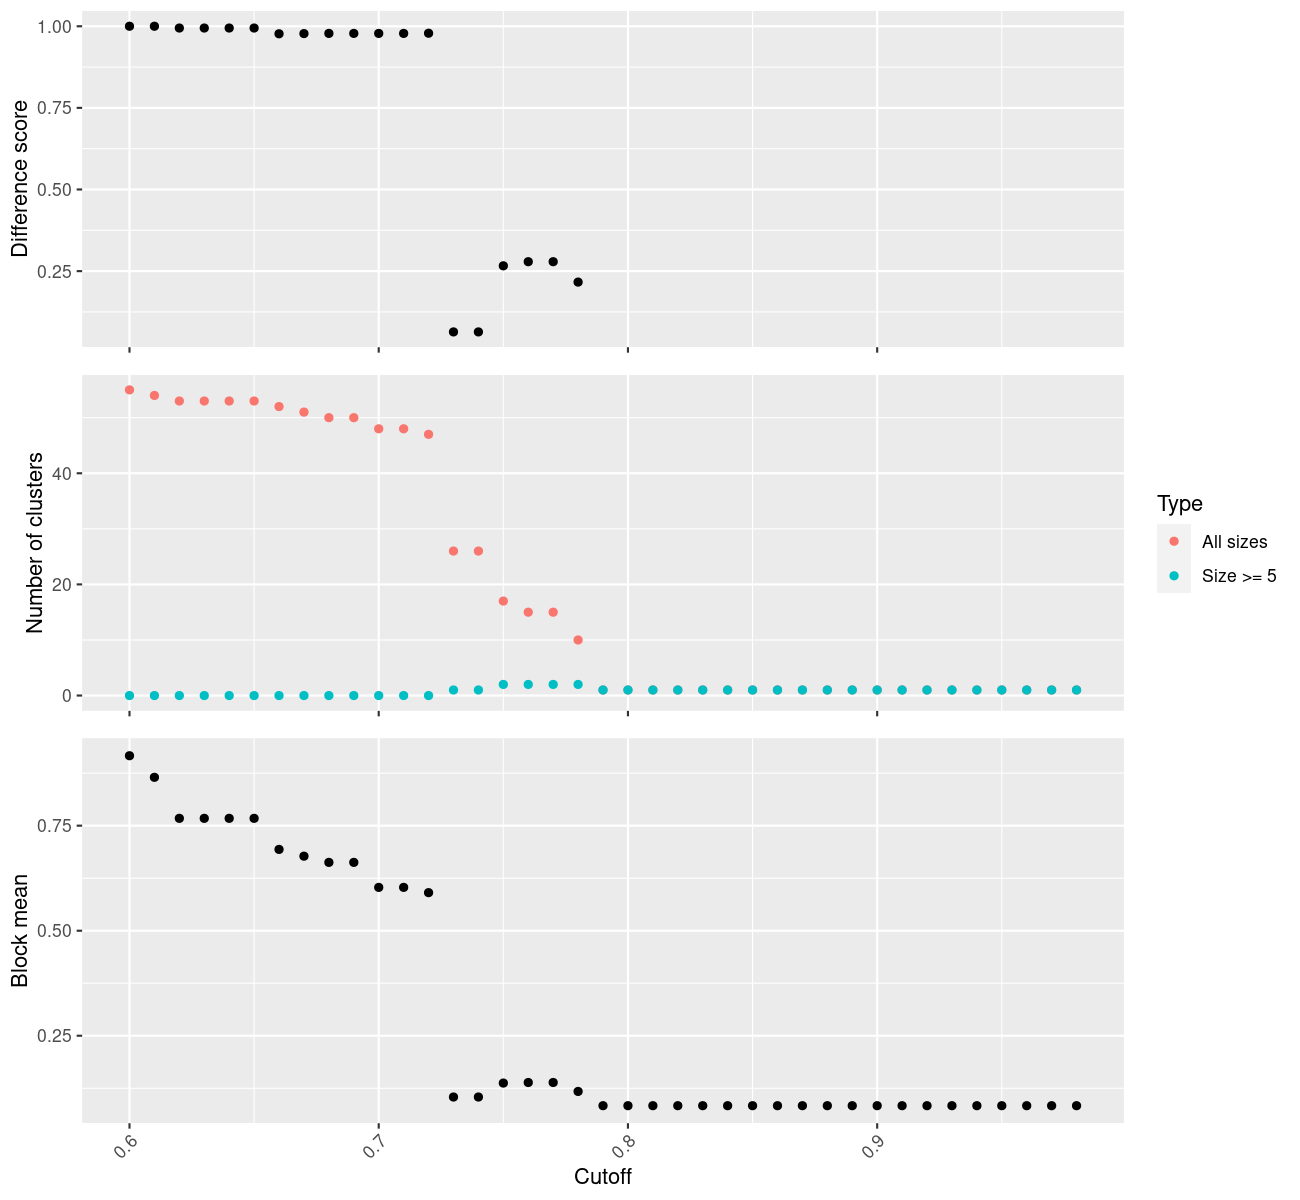 Difference score
1.00
0.75
0.50
0.25
Number of clusters
40
20
0
Type
All sizes
Size >= 5
Block mean
0.75
0.50
0.25
0.6
0.7
0.8
0.9
Cutoff